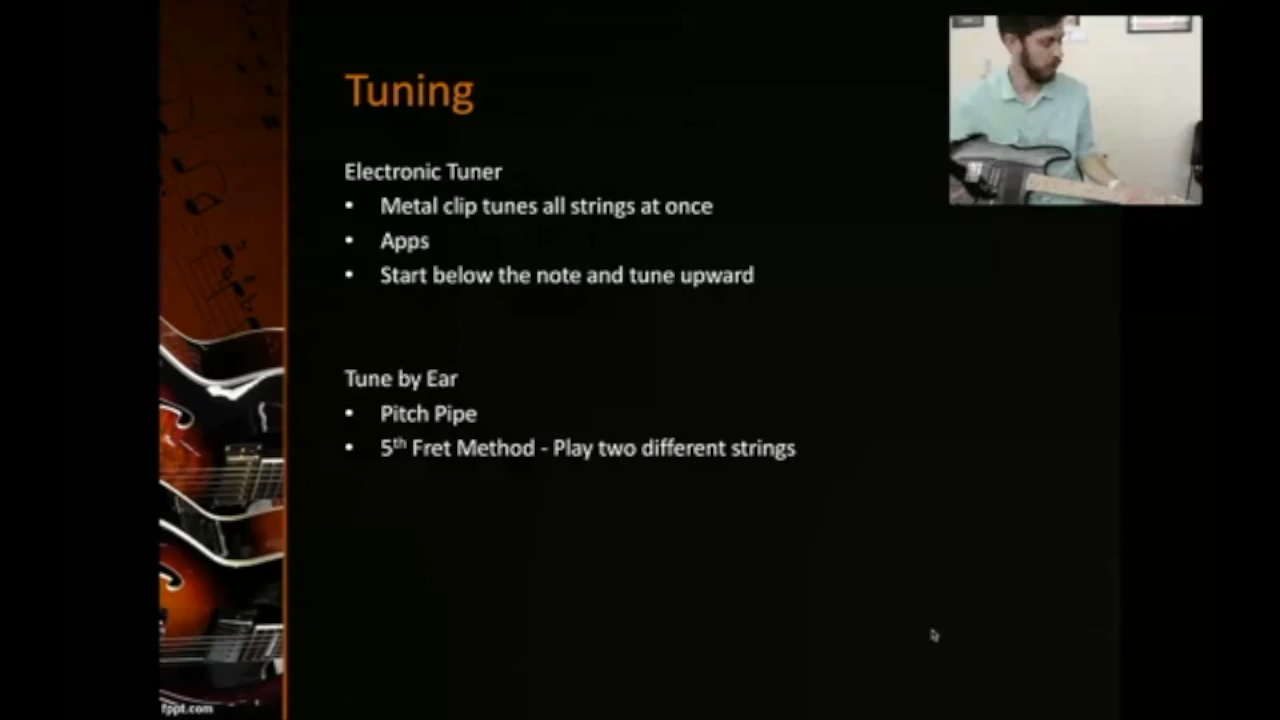 Tuning
Electronic Tuner
• Metal clip tunes all strings at once
• Apps
• Start below the note and tune upward
Tune by Ear
• Pitch Pipe
• 5th Fret Method - Play two different strings
fppt.com